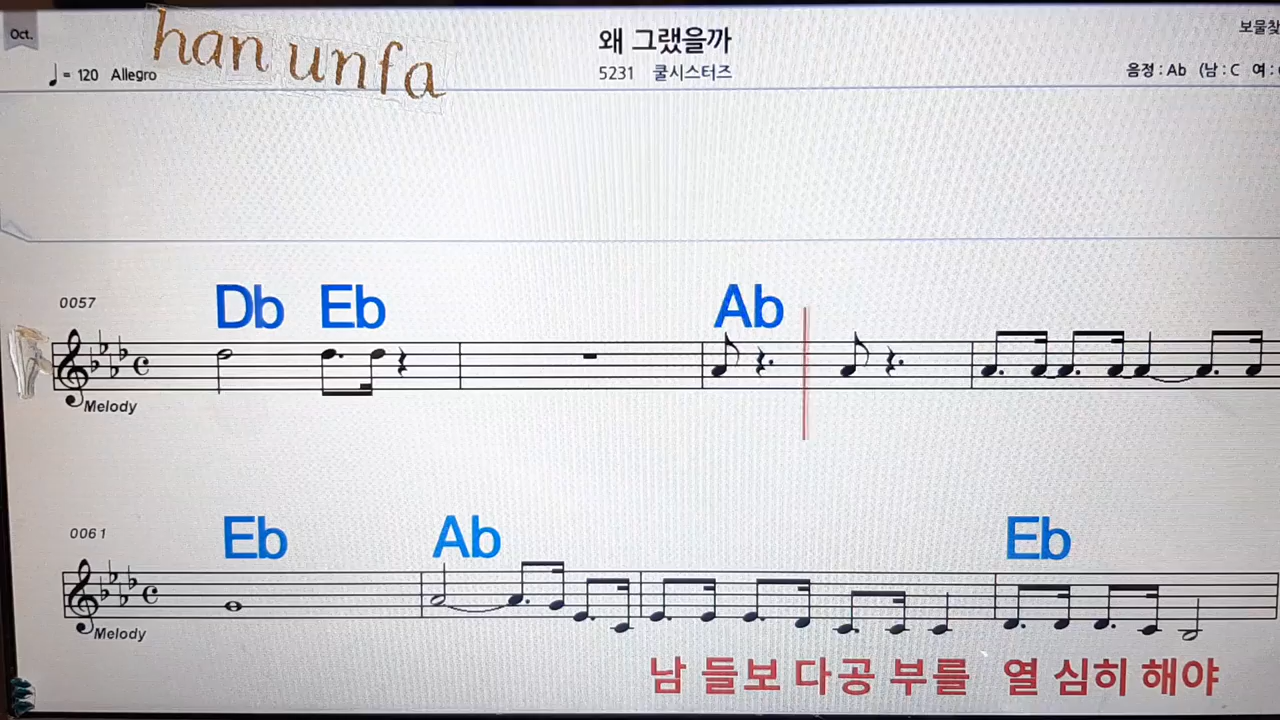 Oct.
han unfa
왜 그랬을까
보물찾
♩= 120 Allegro
5231 쿨시스터즈
음정 : Ab (남 : C 여 :
0057
Db Eb Ab
Melody
0061
Eb Ab Eb
Melody
남 들보 다공 부를 열 심히 해야